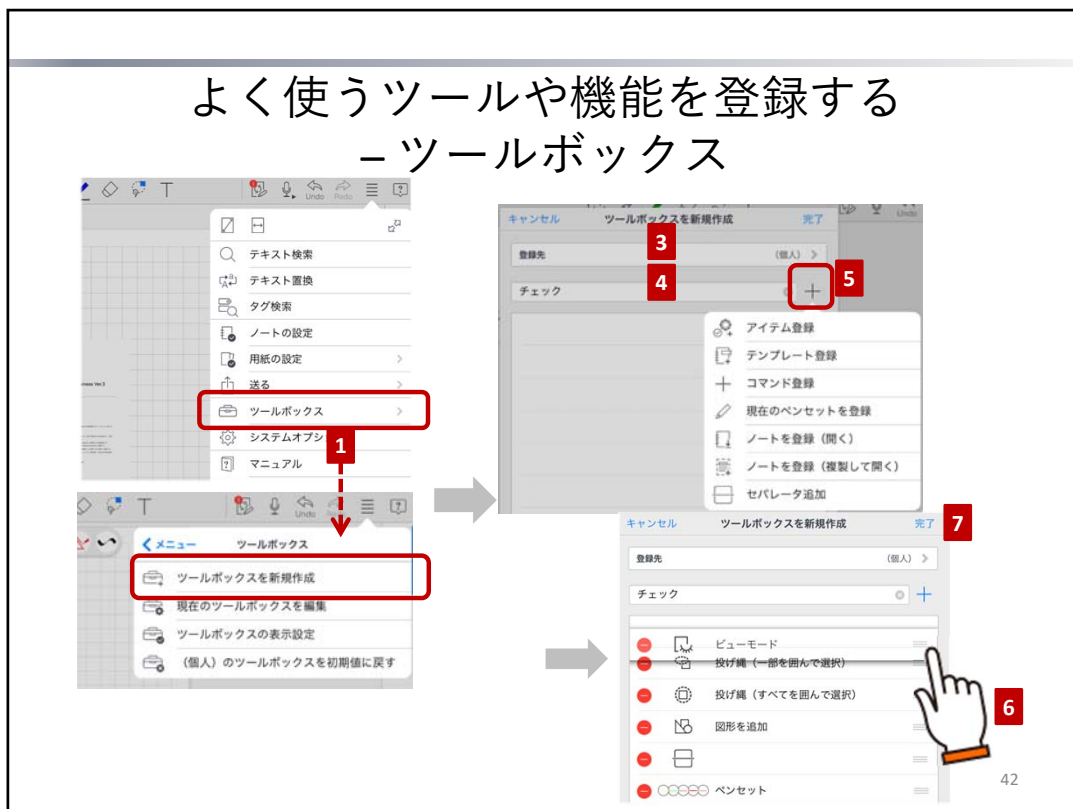 よく使うツールや機能を登録する
– ツールボックス
T
Undo
Redo
テキスト検索
テキスト置換
タグ検索
ノートの設定
用紙の設定
送る
ツールボックス
システムオプシ
マニュアル
1
T
Undo
メニュー
ツールボックス
ツールボックスを新規作成
現在のツールボックスを編集
ツールボックスの表示設定
（個人）のツールボックスを初期値に戻す
キャンセル
ツールボックスを新規作成
完了
Undo
3
登録先
（個人）
4
チェック
5
アイテム登録
テンプレート登録
コマンド登録
現在のペンセットを登録
ノートを登録（開く）
ノートを登録（複製して開く）
セパレータ追加
キャンセル
ツールボックスを新規作成
完了
7
登録先
（個人）
チェック
ビューモード
投げ縄（一部を囲んで選択）
投げ縄（すべてを囲んで選択）
6
図形を追加
ペンセット
42